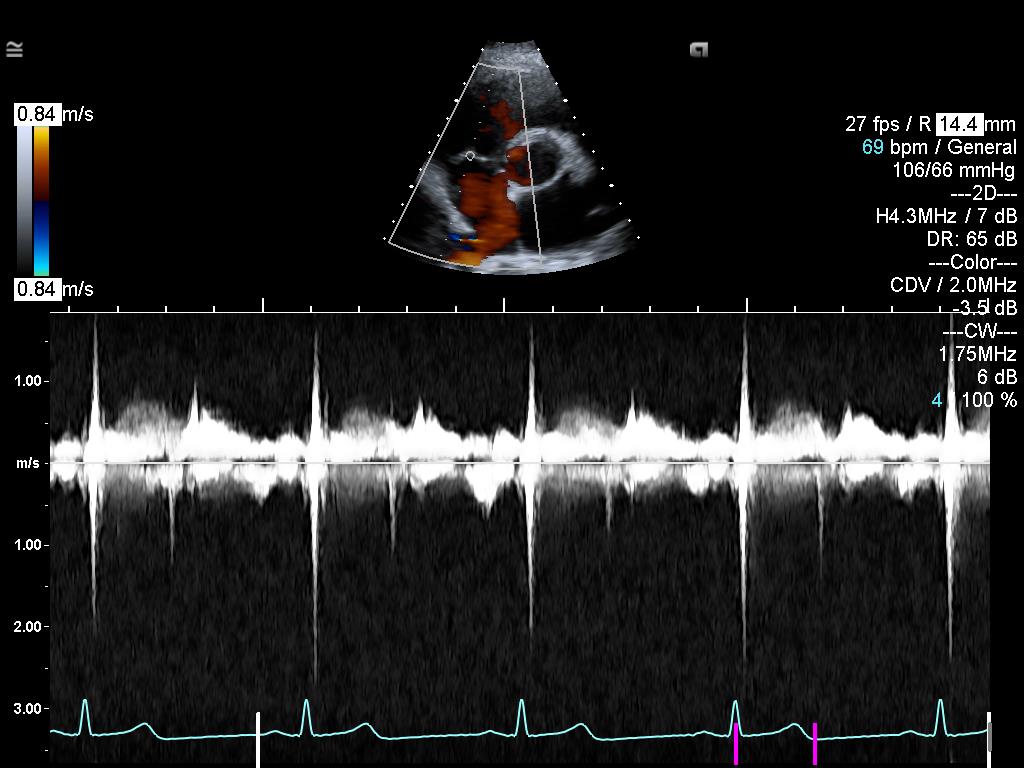 0.84 m/s
0.84 m/s
27 fps / R 14.4 mm
69 bpm / General
106/66 mmHg
---2D---
H4.3MHz / 7 dB
DR: 65 dB
---Color---
CDV / 2.0MHz
-3.5 dB
---CW---
1.75MHz
6 dB
4 100 %
1.00
m/s
1.00
2.00
3.00